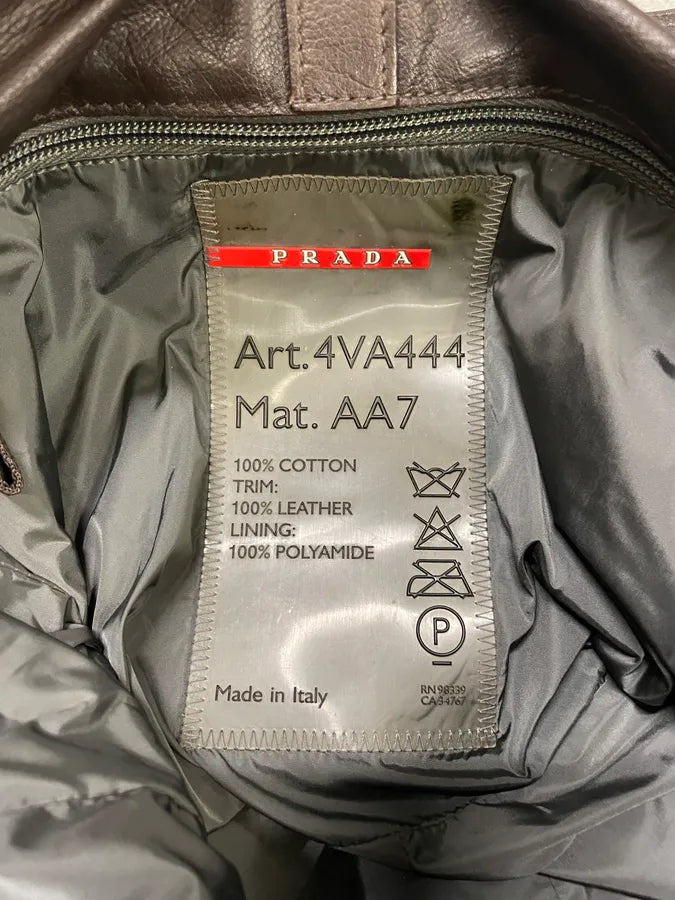 PRADA
Art. 4VA444
Mat. AA7
100% COTTON
TRIM:
100% LEATHER
LINING:
100% POLYAMIDE
P
Made in Italy
RN 98339
CA 34767